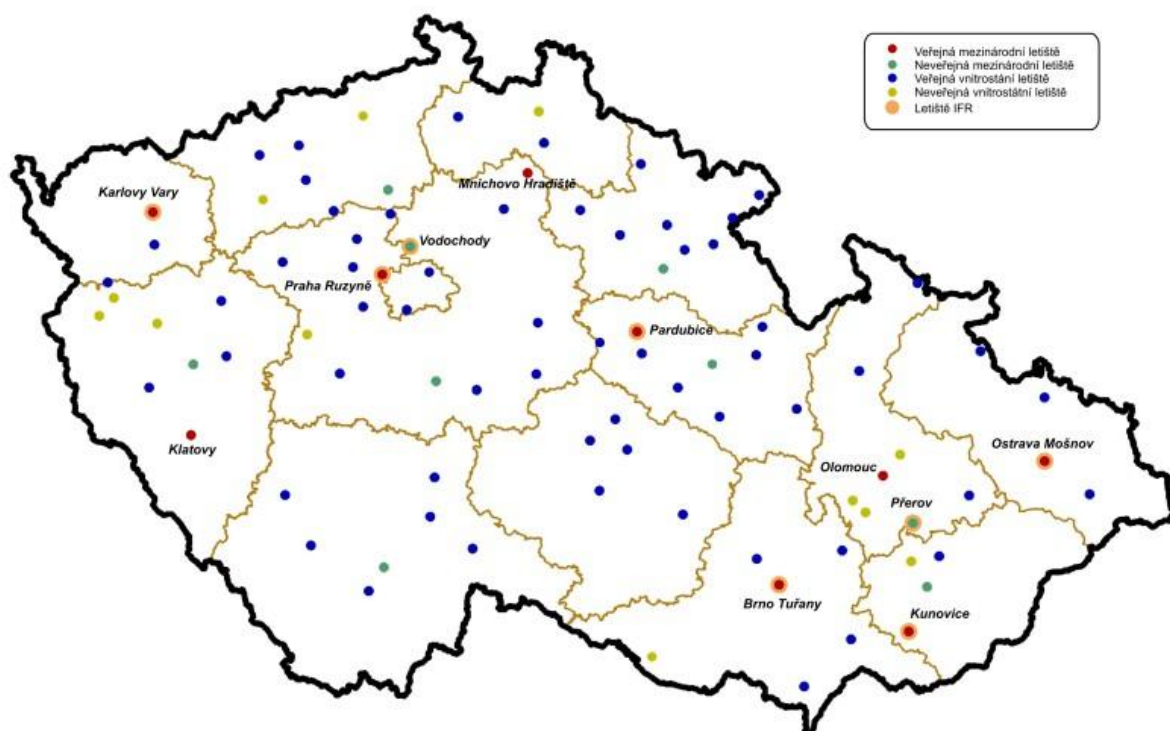 Veřejná mezinárodní letiště
Neveřejná mezinárodní letiště
Veřejná vnitrostání letiště
Neveřejná vnitrostátní letiště
Letiště IFR
Karlovy Vary
Mnichovo Hradiště
Vodochody
Praha Ruzyně
Pardubice
Klatovy
Ostrava Mošnov
Olomouc
Přerov
Brno Tuřany
Kunovice